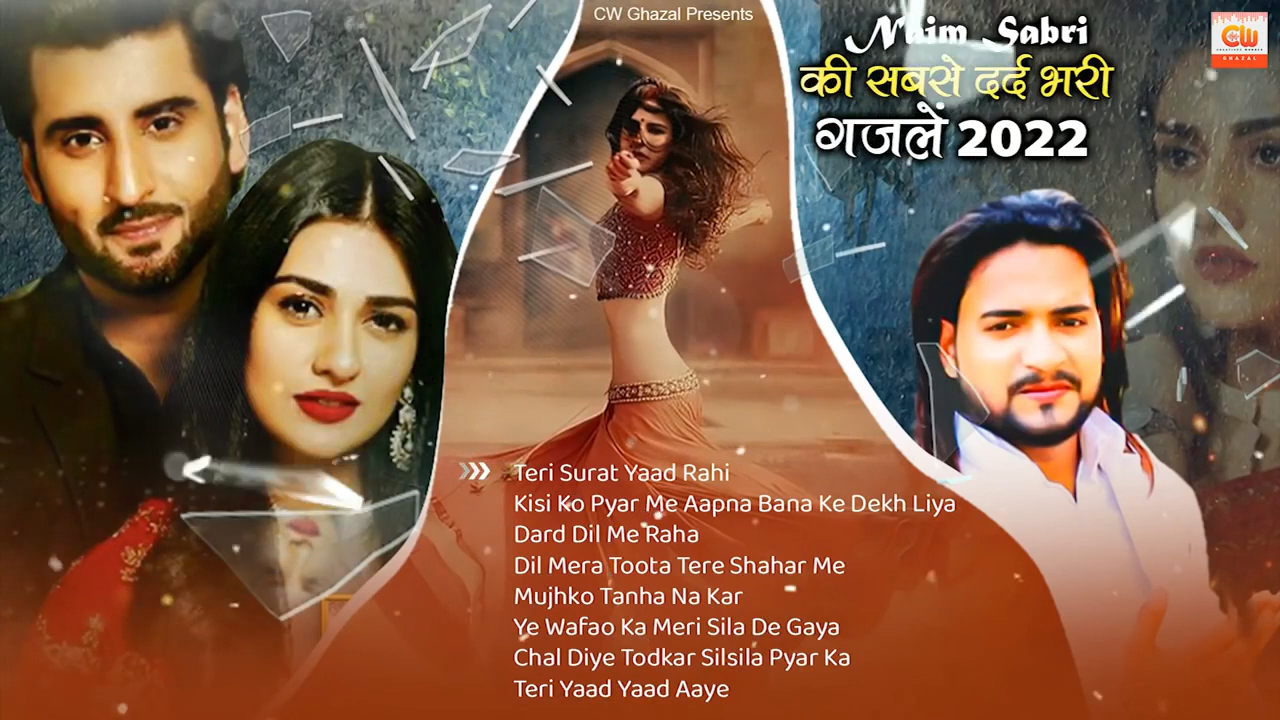 CW Ghazal Presents
Naim Sabri
की सबसे दर्द भरी
गजलें 2022
CW
GHAZAL
Teri Surat Yaad Rahi
Kisi Ko Pyar Me Aapna Bana Ke Dekh Liya
Dard Dil Me Raha
Dil Mera Toota Tere Shahar Me
Mujhko Tanha Na Kar
Ye Wafao Ka Meri Sila De Gaya
Chal Diye Todkar Silsila Pyar Ka
Teri Yaad Yaad Aaye